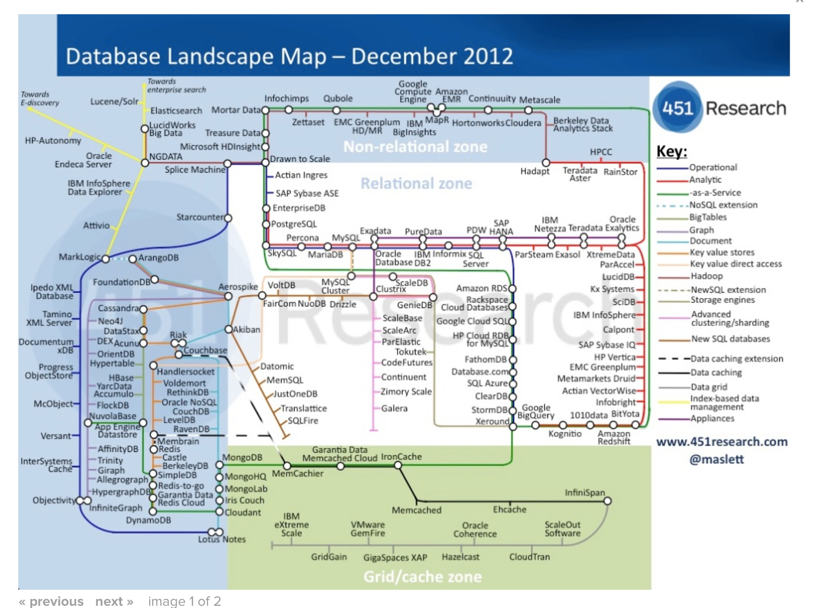 Database Landscape Map – December 2012
451 Research
Key:
Operational
Analytic
-as-a-Service
NoSQL extension
BigTables
Graph
Document
Key value stores
Key value direct access
Hadoop
NewSQL extension
Storage engines
Advanced
clustering/sharding
New SQL databases
Data caching extension
Data caching
Data grid
Index-based data
management
Appliances
www.451research.com
@maslett
Towards
E-discovery
Towards
enterprise search
Lucene/Solr
Elasticsearch
LucidWorks
Big Data
HP-Autonomy
NGDATA
Oracle
Endeca Server
IBM InfoSphere
Data Explorer
Attivio
MarkLogic
ArangoDB
Splice Machine
Starcounter
FoundationDB
Infochimps
Qubole
Google
Compute
Engine
Amazon
EMR
Continuity
Metascale
Mortar Data
Zettaset
EMC Greenplum
HD/MR
IBM
BigInsights
MapR
Hortonworks
Cloudera
Berkeley Data
Analytics Stack
Treasure Data
Microsoft HDInsight
Non-relational zone
Drawn to Scale
Relational zone
Hadapt
Teradata
Aster
HPCC
RainStor
Actian Ingres
SAP Sybase ASE
EnterpriseDB
PostgreSQL
Percona
MySQL
Exadata
PureData
PDW
SAP
HANA
IBM
Netezza
Teradata
Oracle
Exalytics
SkySQL
MariaDB
Oracle
Database
IBM
DB2
Informix
SQL
Server
ParSteam
Exasol
XtremeData
ParAccel
LucidDB
Kx Systems
SciDB
IBM InfoSphere
Calpont
SAP Sybase IQ
HP Vertica
EMC Greenplum
Metamarkets Druid
Actian VectorWise
Infobright
BitYota
1010data
Google
BigQuery
Kognitio
Amazon
Redshift
Amazon RDS
Rackspace
Cloud Databases
Google Cloud SQL
HP Cloud RDB
for MySQL
FathomDB
Database.com
SQL Azure
ClearDB
StormDB
Xeround
Aerospike
VoltDB
MySQL
Cluster
Clustrix
ScaleDB
FairCom
NuoDB
Drizzle
GenieDB
ScaleBase
ScaleArc
ParElastic
Tokutek
CodeFutures
Continuent
Zimory Scale
Galera
Akiban
Datomic
MemSQL
JustOneDB
Translattice
SQLFire
Ipedo XML
Database
Tamino
XML Server
Documentum
xDB
Progress
ObjectStore
McObject
Versant
InterSystems
Cache
Objectivity
Cassandra
Neo4J
DataStax
DEX
Acunu
OrientDB
Hypertable
HBase
YarcData
Accumulo
FlockDB
NuvolaBase
App Engine
Datastore
AffinityDB
Trinity
Giraph
Allegrograph
HypergraphDB
InfiniteGraph
DynamoDB
Riak
Couchbase
Handlersocket
Voldemort
RethinkDB
Oracle NoSQL
CouchDB
LevelDB
RavenDB
Membrain
Redis
Castle
BerkeleyDB
SimpleDB
Redis-to-go
Garantia Data
Redis Cloud
MongoDB
MongoHQ
MongoLab
Iris Couch
Cloudant
Lotus Notes
MemCachier
Garantia Data
Memcached Cloud
IronCache
Memcached
Ehcache
InfiniSpan
IBM
eXtreme
Scale
VMware
GemFire
Oracle
Coherence
ScaleOut
Software
GridGain
GigaSpaces XAP
Hazelcast
CloudTran
Grid/cache zone
451 Research
« previous next » image 1 of 2